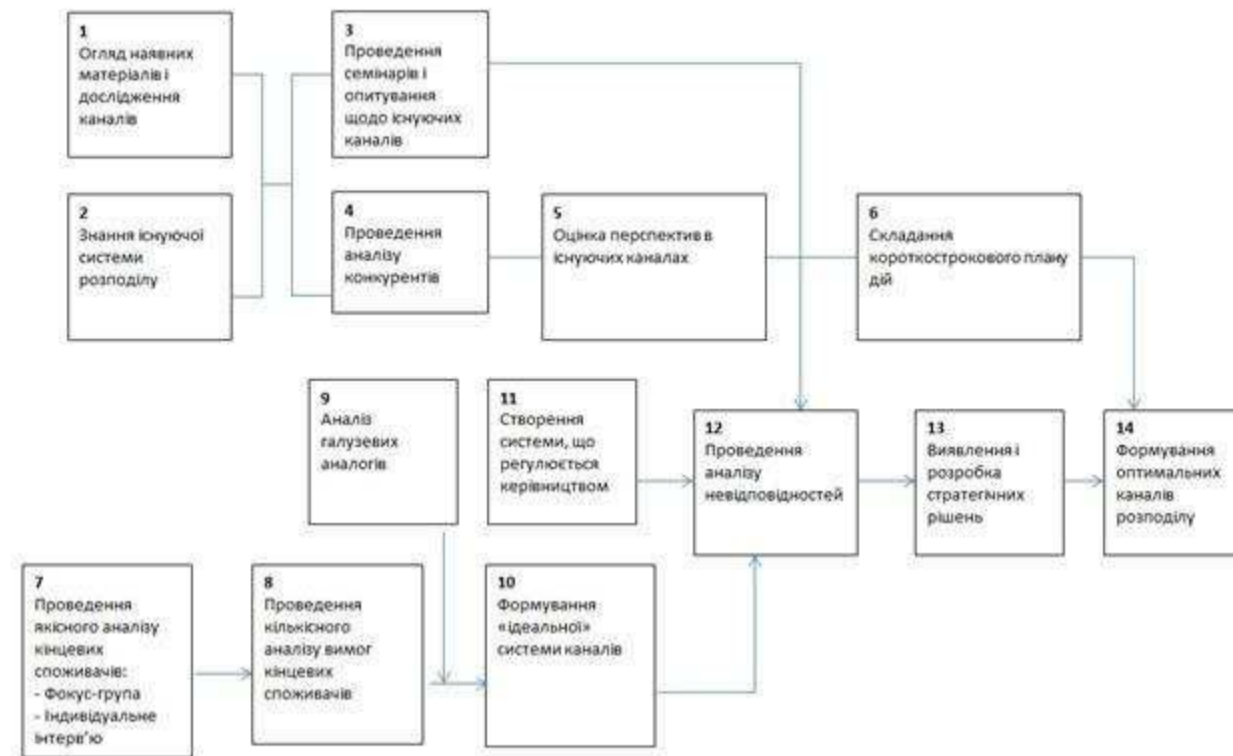 1
Огляд наявних
матеріалів і
дослідження
каналів
3
Проведення
семінарів і
опитування
щодо існуючих
каналів
2
Знання існуючої
системи
розподілу
4
Проведення
аналізу
конкурентів
5
Оцінка перспектив в
існуючих каналах
6
Складання
короткострокового плану
дій
9
Аналіз
галузевих
аналогів
11
Створення
системи, що
регулюється
керівництвом
12
Проведення
аналізу
невідповідностей
13
Виявлення і
розробка
стратегічних
рішень
14
Формування
оптимальних
каналів
розподілу
7
Проведення
якісного аналізу
кінцевих
споживачів:
- Фокус-група
- Індивідуальне
інтерв'ю
8
Проведення
кількісного
аналізу вимог
кінцевих
споживачів
10
Формування
«ідеальної»
системи каналів